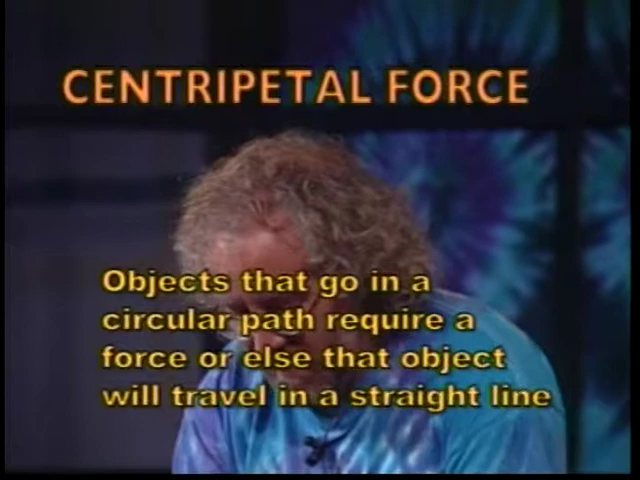 CENTRIPETAL FORCE
Objects that go in a
circular path require a
force or else that object
will travel in a straight line